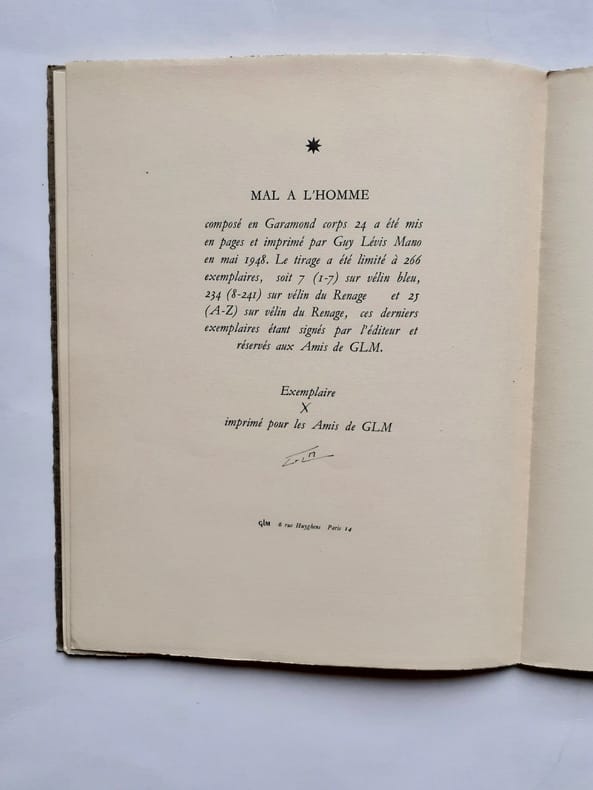 MAL A L'HOMME
composé en Garamond corps 24 a été mis
en pages et imprimé par Guy Lévis Mano
en mai 1948. Le tirage a été limité à 266
exemplaires, soit 7 (1-7) sur vélin bleu,
234 (8-241) sur vélin du Renage et 25
(A-Z) sur vélin du Renage, ces derniers
exemplaires étant signés par l'éditeur et
réservés aux Amis de GLM.
Exemplaire
X
imprimé pour les Amis de GLM
GLM 6 rue Huyghens Paris 14